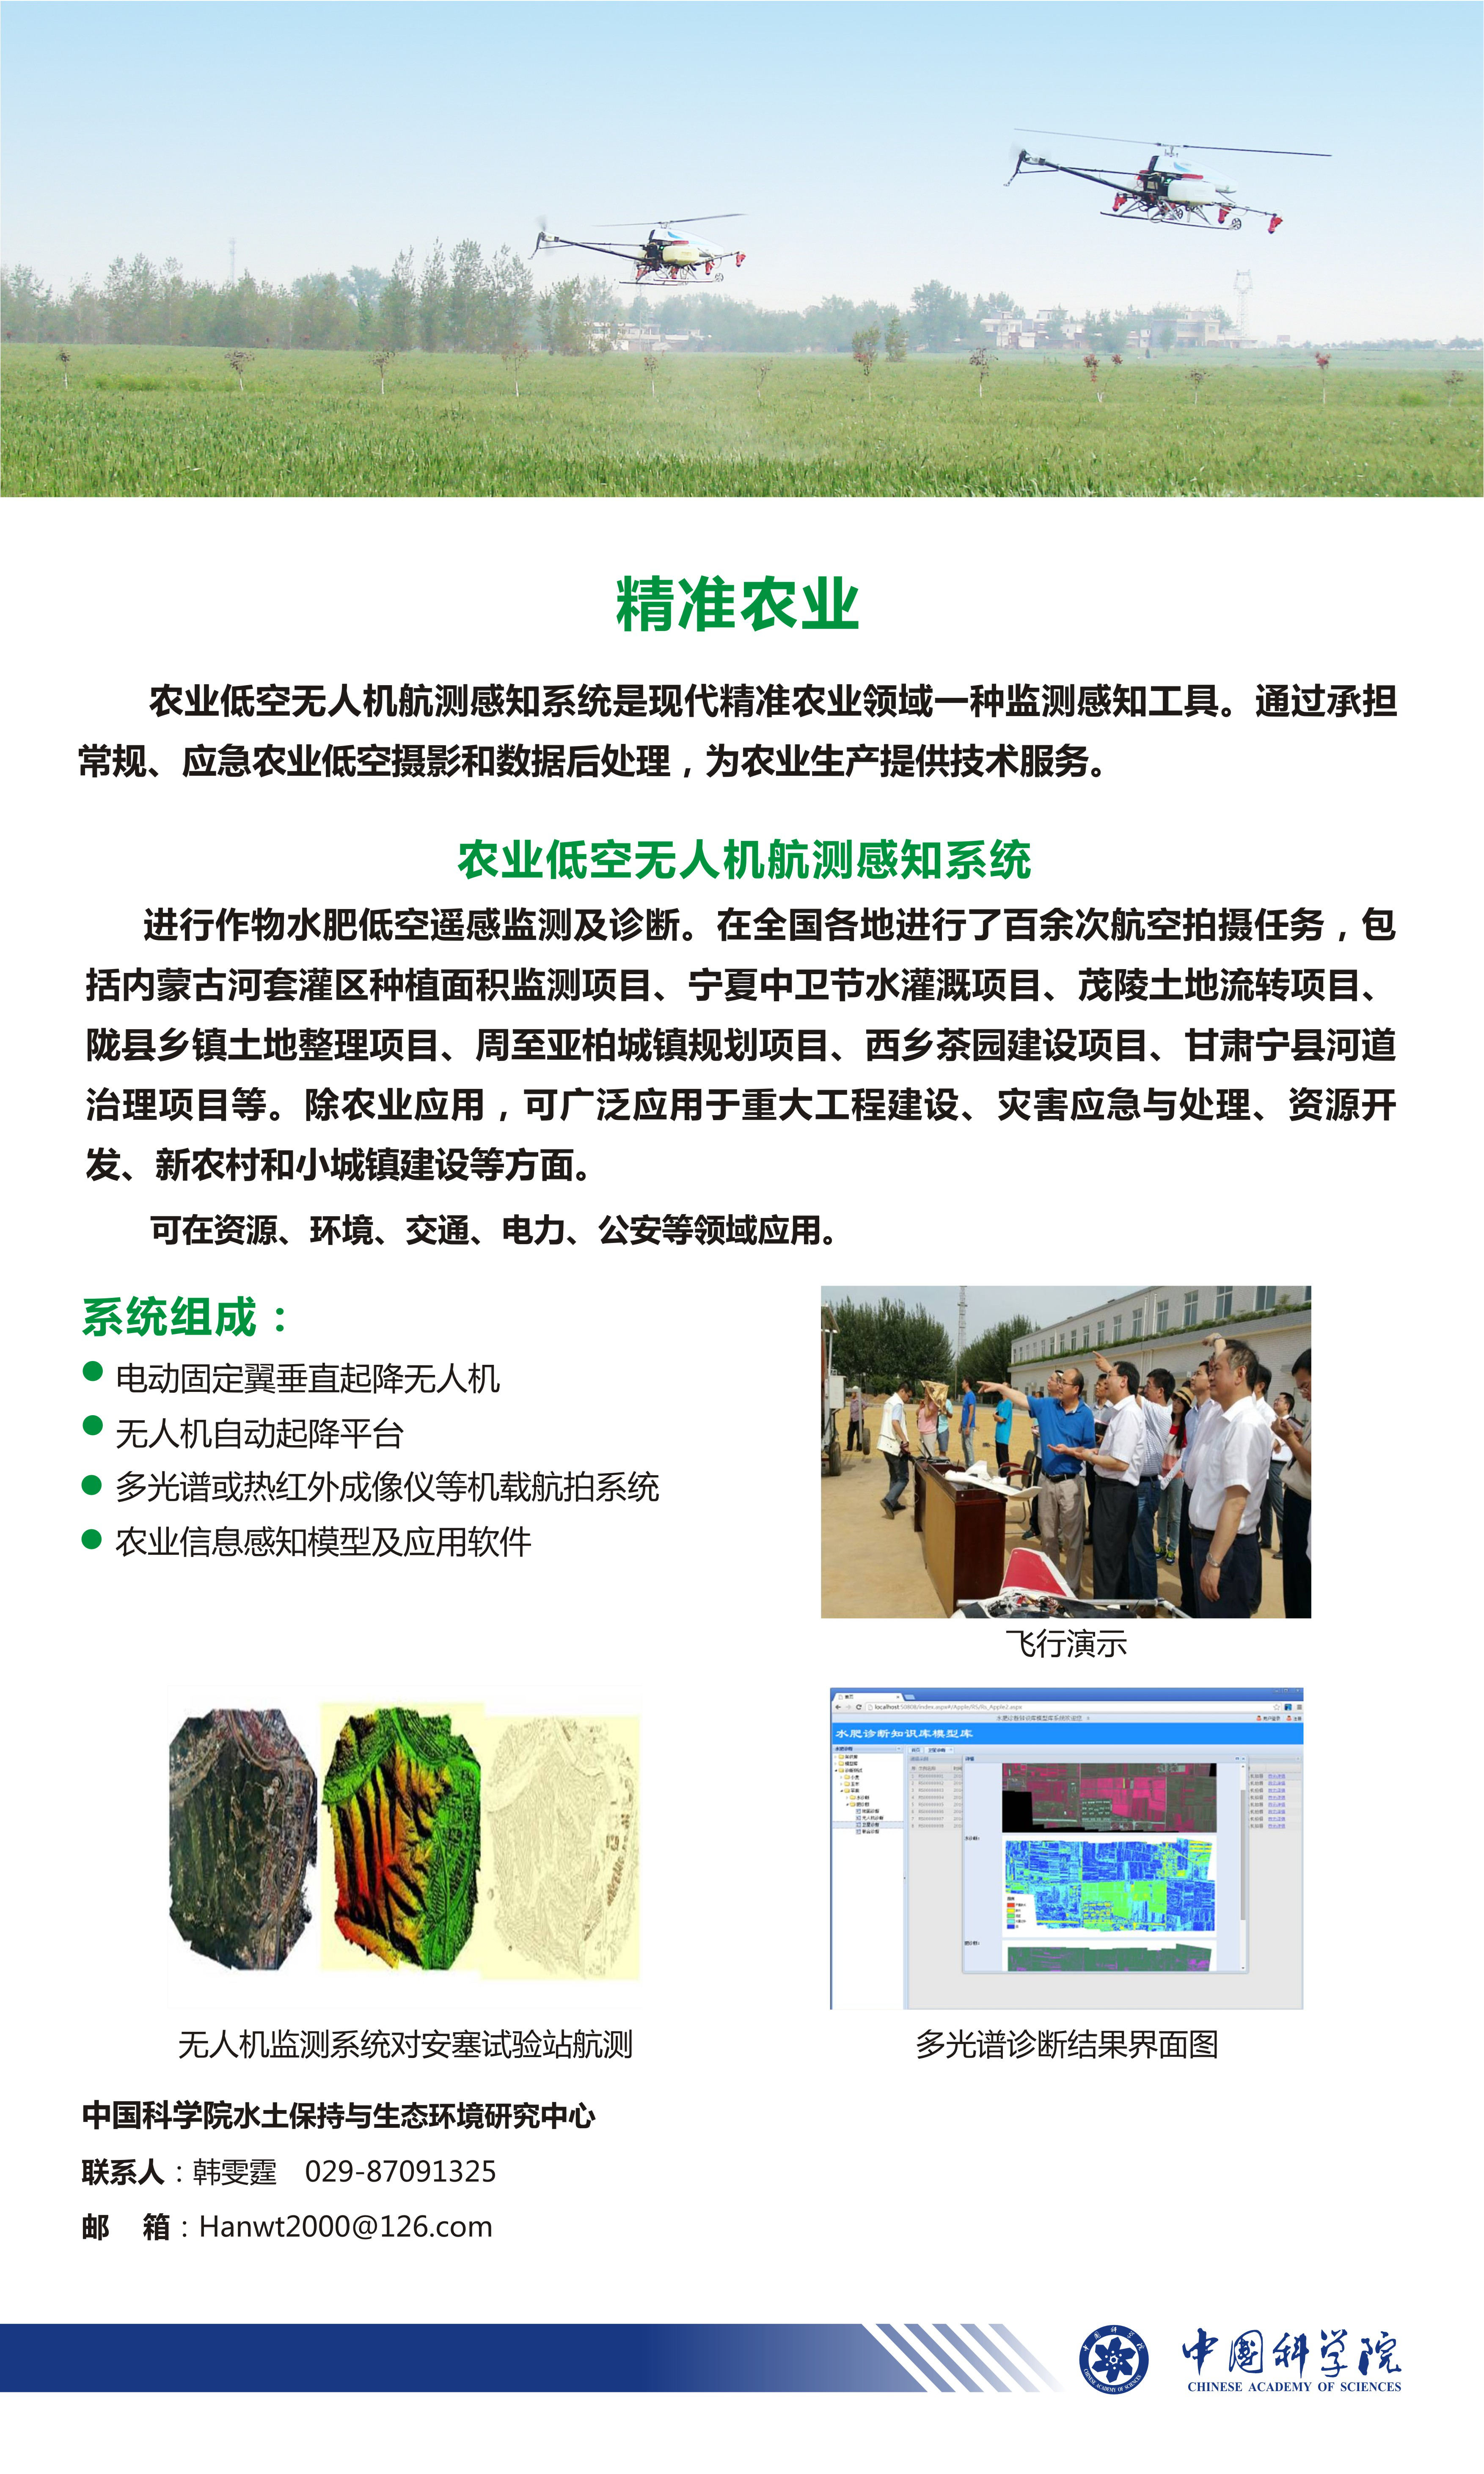 精准农业
农业低空无人机航测感知系统是现代精准农业领域一种监测感知工具。通过承担
常规、应急农业低空摄影和数据后处理，为农业生产提供技术服务。
农业低空无人机航测感知系统
进行作物水肥低空遥感监测及诊断。在全国各地进行了百余次航空拍摄任务，包
括内蒙古河套灌区种植面积监测项目、宁夏中卫节水灌溉项目、茂陵土地流转项目、
陇县乡镇土地整理项目、周至亚柏城镇规划项目、西乡茶园建设项目、甘肃宁县河道
治理项目等。除农业应用，可广泛应用于重大工程建设、灾害应急与处理、资源开
发、新农村和小城镇建设等方面。
可在资源、环境、交通、电力、公安等领域应用。
系统组成：
电动固定翼垂直起降无人机
无人机自动起降平台
多光谱或热红外成像仪等机载航拍系统
农业信息感知模型及应用软件
飞行演示
水肥诊断知识库模型库
无人机监测系统对安塞试验站航测
多光谱诊断结果界面图
中国科学院水土保持与生态环境研究中心
联系人：韩雯霆 029-87091325
邮 箱：Hanwt2000@126.com
中国科学院
CHINESE ACADEMY OF SCIENCES
中国科学院
CHINESE ACADEMY OF SCIENCES